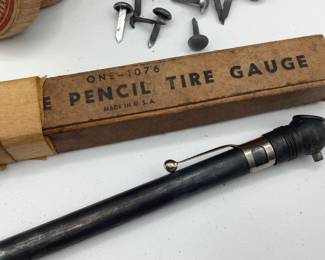 ONE-1076
E PENCIL TIRE GAUGE
MADE IN U.S.A.